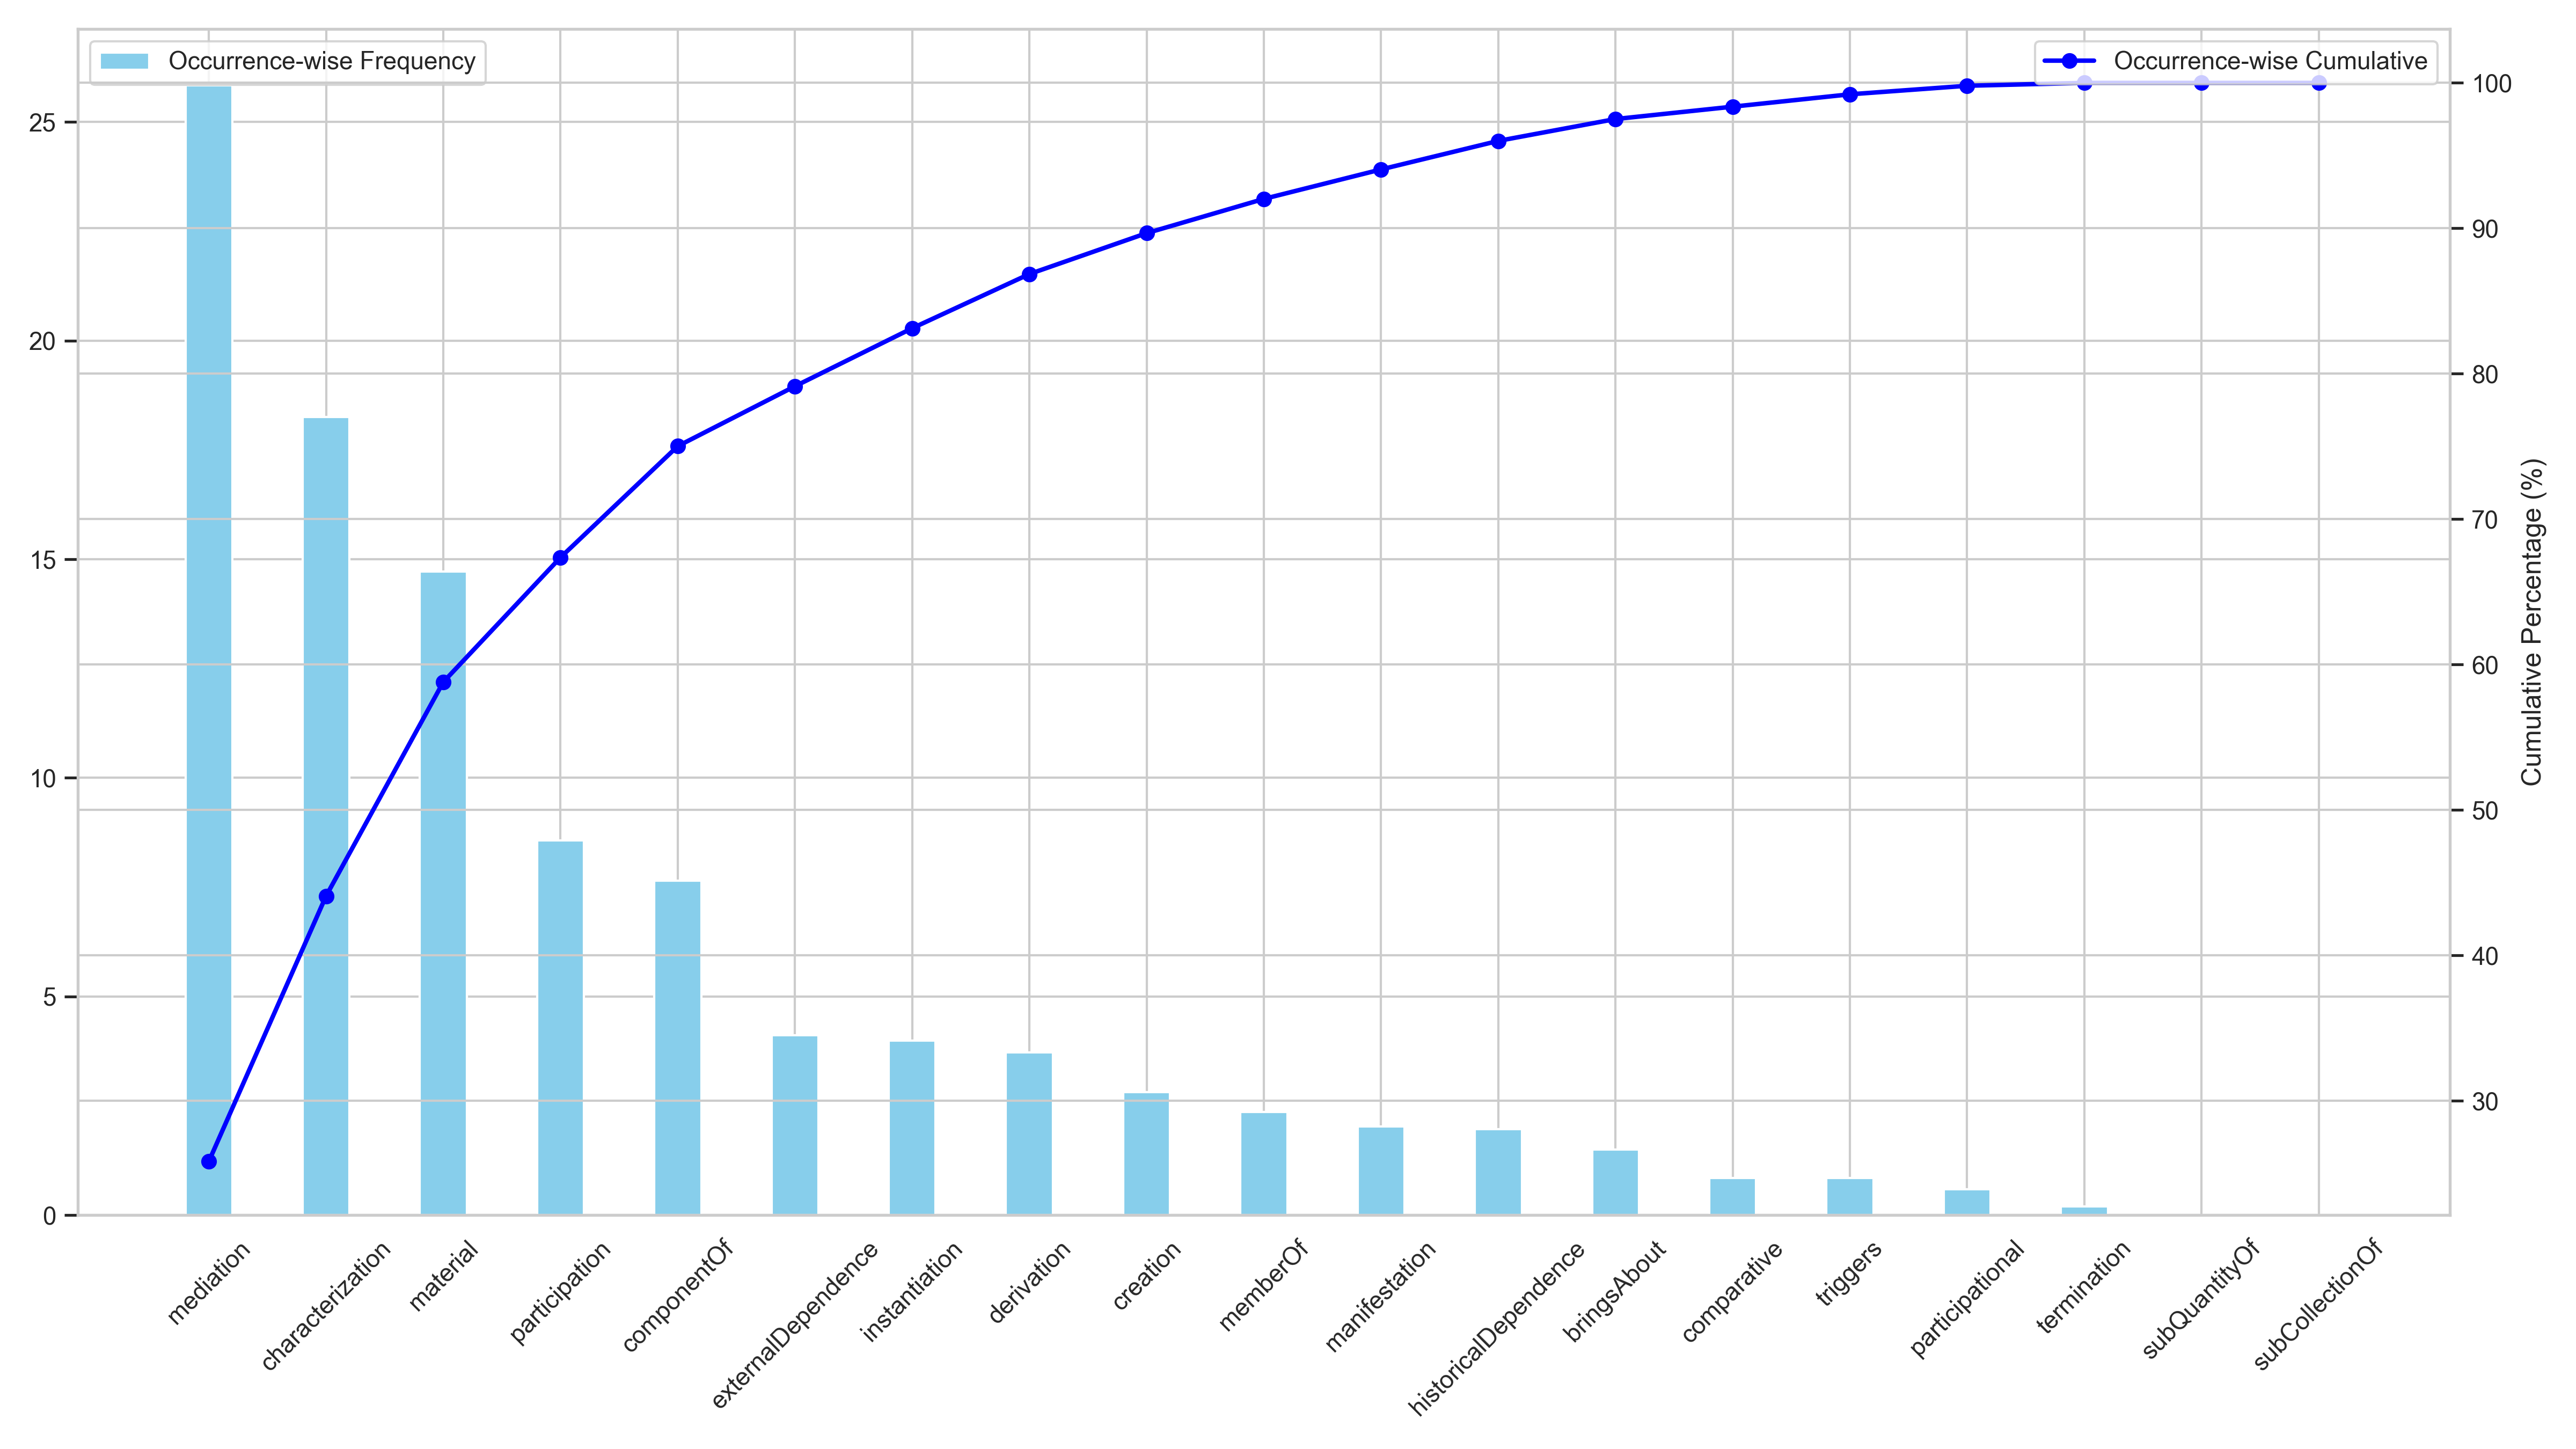 Occurrence-wise Frequency
Occurrence-wise Cumulative
25
20
15
10
5
0
100
90
80
70
60
50
40
30
Cumulative Percentage (%)
mediation
characterization
material
participation
componentOf
externalDependence
instantiation
derivation
creation
memberOf
manifestation
historicalDependence
bringsAbout
comparative
triggers
participational
termination
subQuantityOf
subCollectionOf